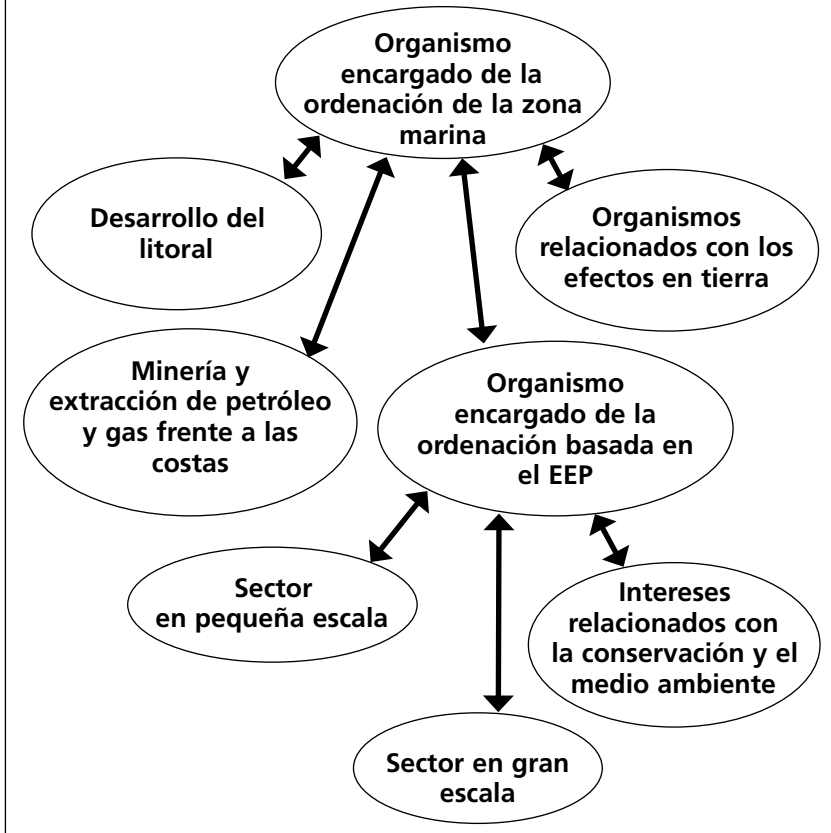 Organismo
encargado de la
ordenación de la zona
marina
Desarrollo del
litoral
Organismos
relacionados con los
efectos en tierra
Minería y
extracción de petróleo
y gas frente a las
costas
Organismo
encargado de la
ordenación basada en
el EEP
Sector
en pequeña escala
Intereses
relacionados con
la conservación y el
medio ambiente
Sector en gran
escala